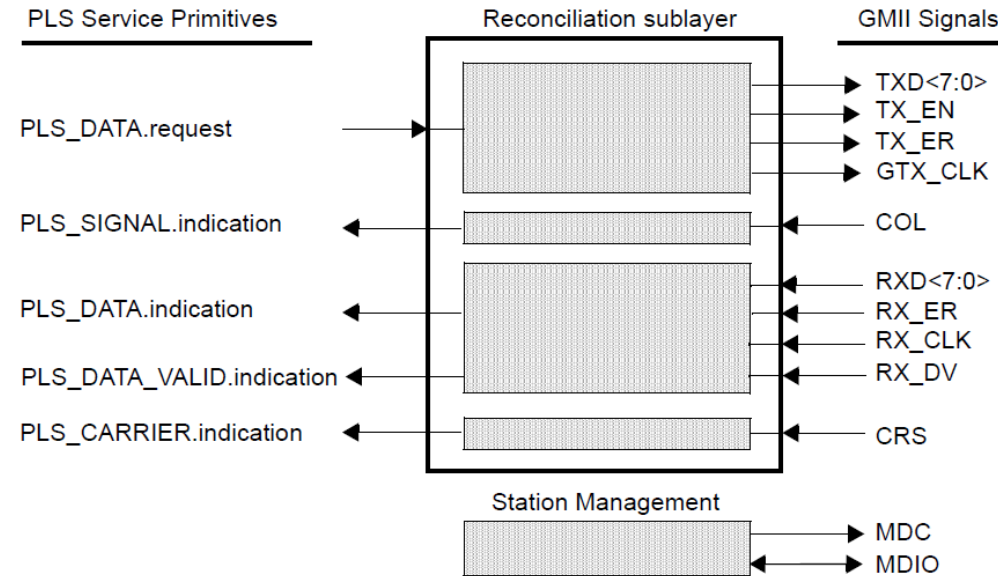 PLS Service Primitives
Reconciliation sublayer
GMII Signals
PLS_DATA.request
TXD<7:0>
TX_EN
TX_ER
GTX_CLK
PLS_SIGNAL.indication
COL
PLS_DATA.indication
RXD<7:0>
RX_ER
RX_CLK
PLS_DATA_VALID.indication
RX_DV
PLS_CARRIER.indication
CRS
Station Management
MDC
MDIO